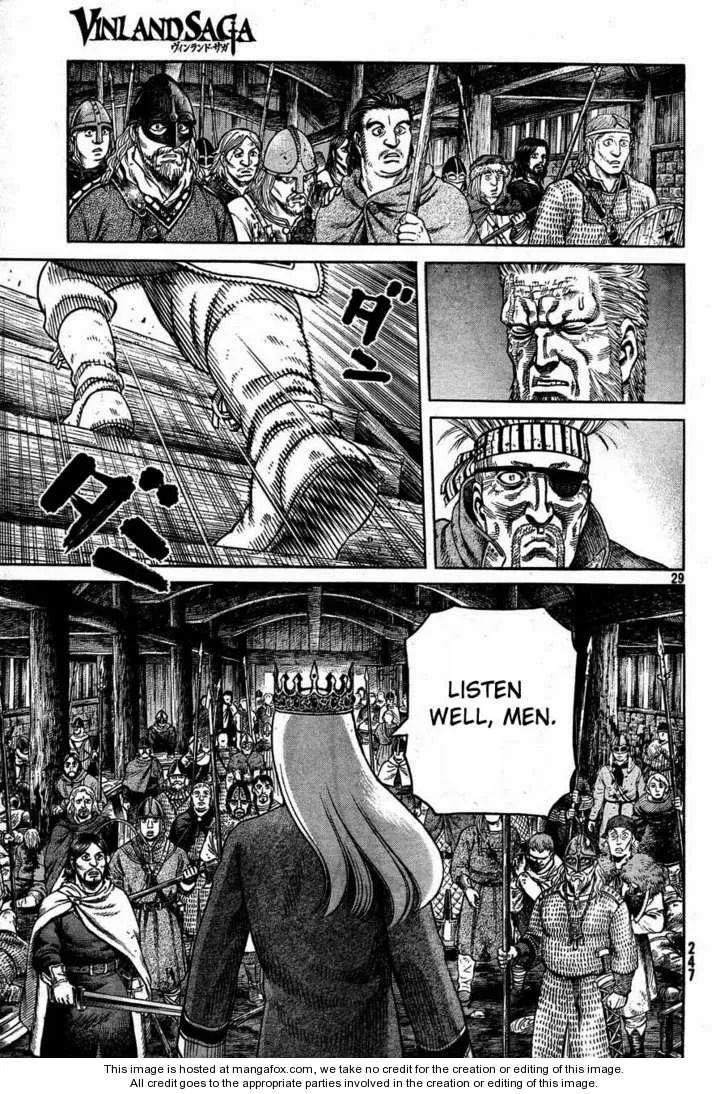 VINLAND SAGA
ヴィンランド・サガ
ダン
ダン
29
LISTEN
WELL, MEN.
247
This image is hosted at mangafox.com, we take no credit for the creation or editing of this image.
All credit goes to the appropriate parties involved in the creation or editing of this image.